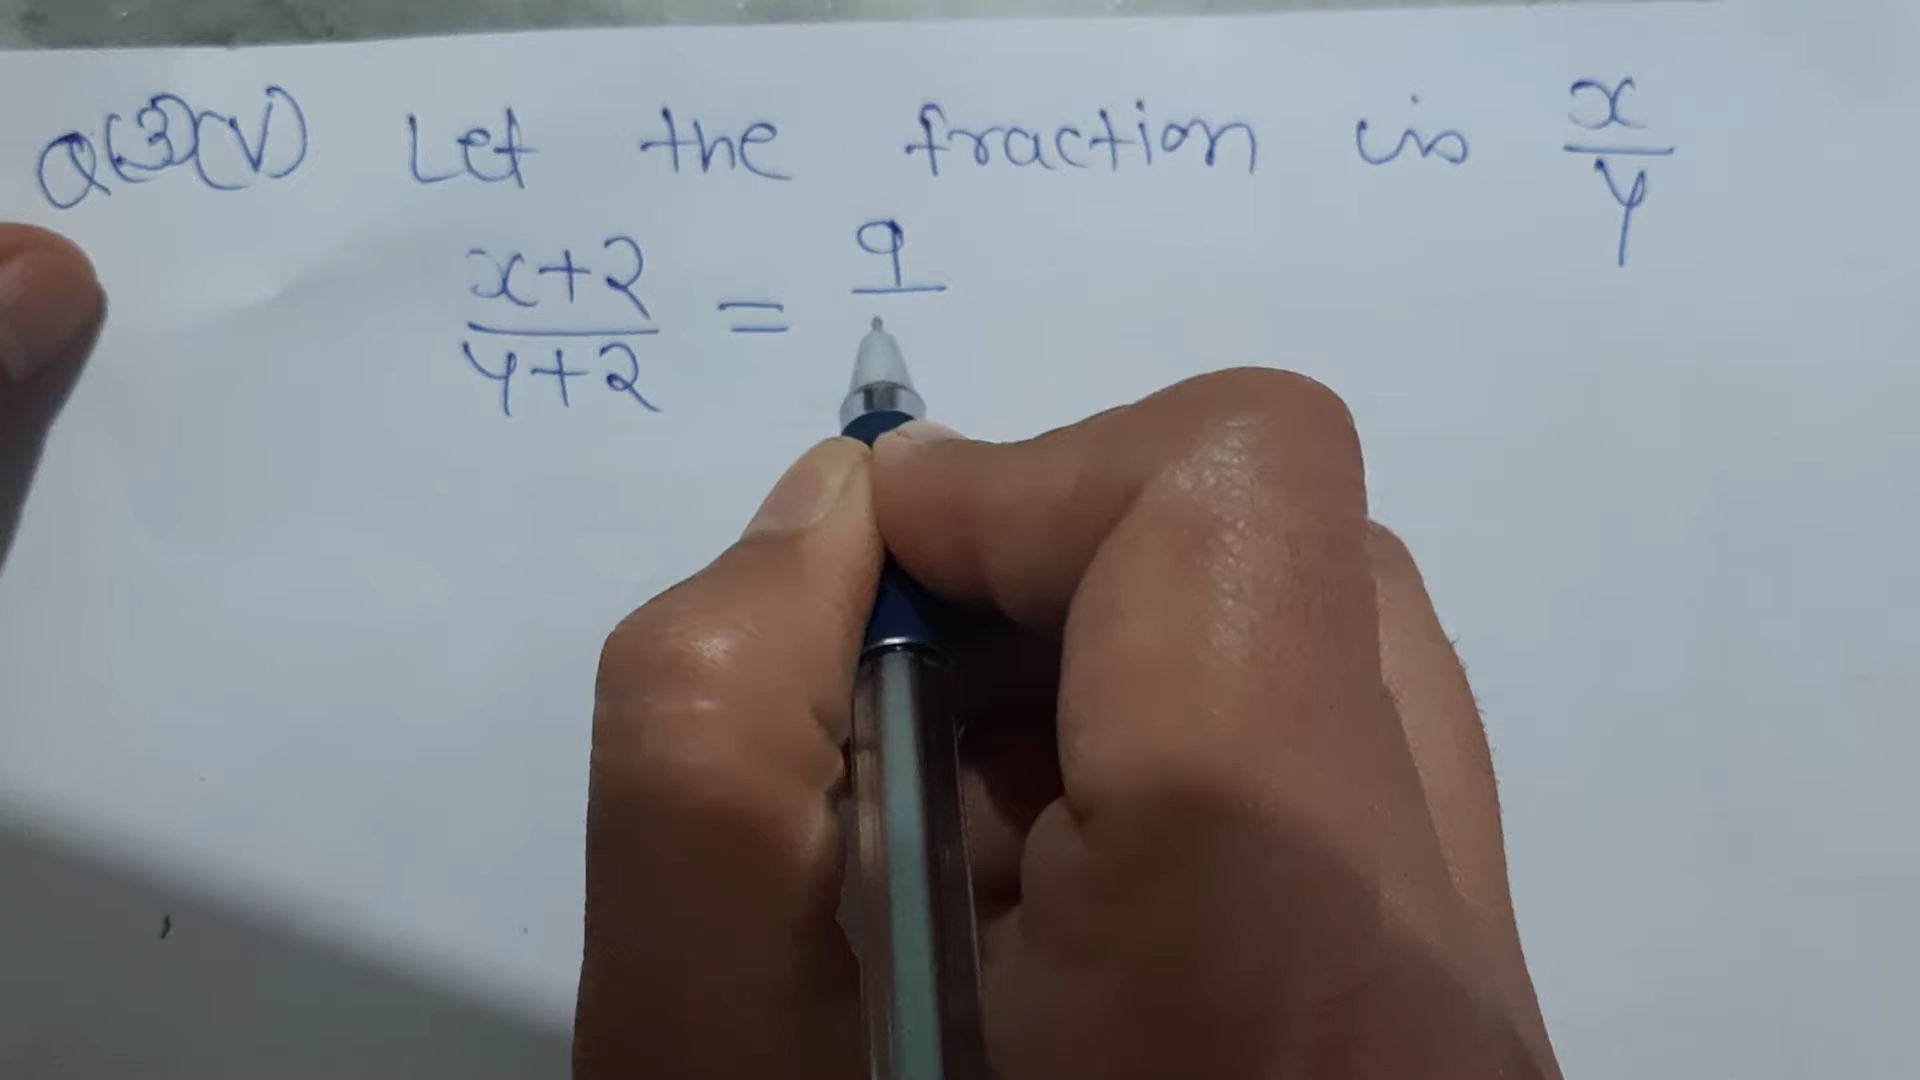 Q(3)(V) Let the fraction is x/y
x+2/y+2 = 9/